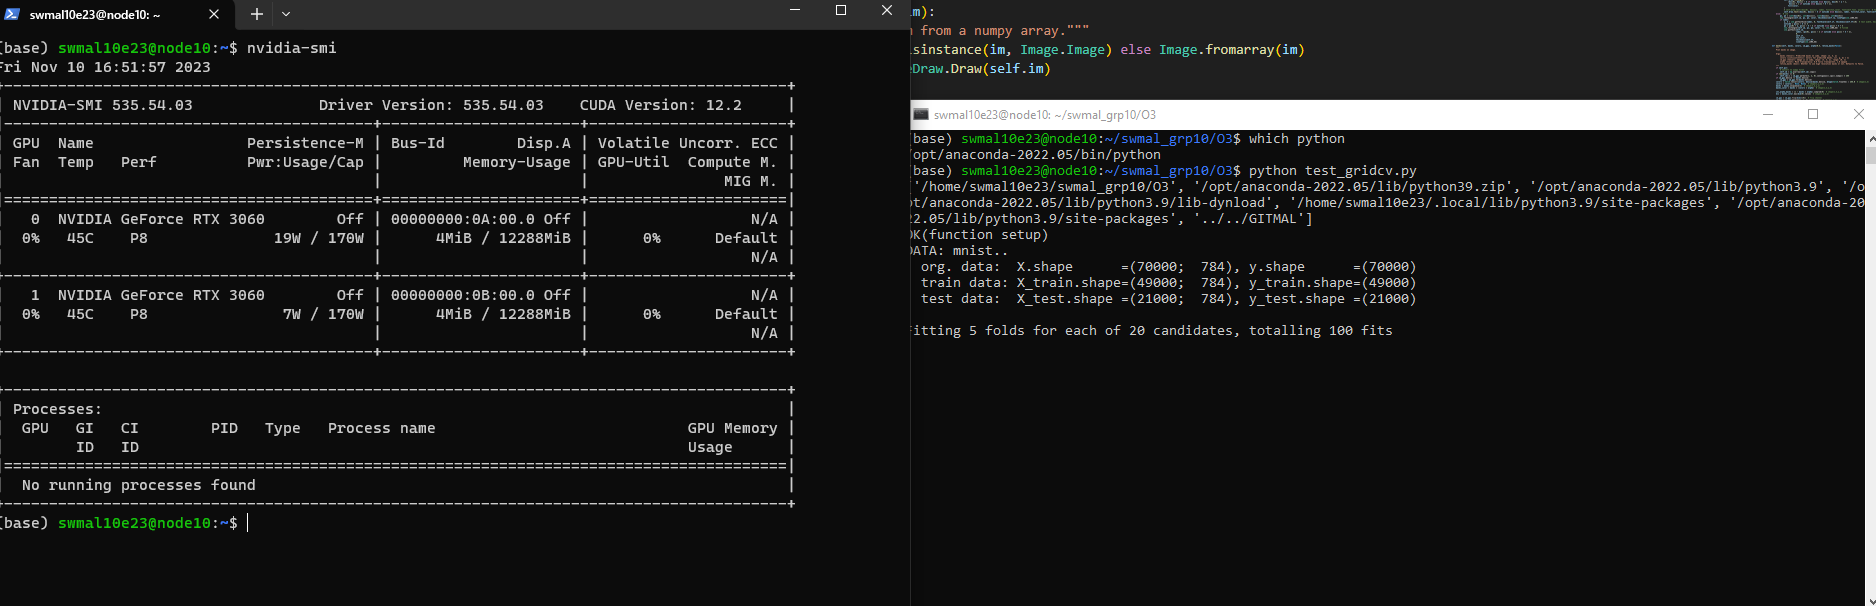 swmal10e23@node10: ~
(base) swmal10e23@node10:~$ nvidia-smi
Fri Nov 10 16:51:57 2023
NVIDIA-SMI 535.54.03 Driver Version: 535.54.03 CUDA Version: 12.2
GPU Name Persistence-M | Bus-Id Disp.A | Volatile Uncorr. ECC
Fan Temp Perf Pwr:Usage/Cap | Memory-Usage | GPU-Util Compute M.
MIG M.
0 NVIDIA GeForce RTX 3060 Off | 00000000:0A:00.0 Off | N/A
0% 45C P8 19W / 170W | 4MiB / 12288MiB | 0% Default
N/A
1 NVIDIA GeForce RTX 3060 Off | 00000000:0B:00.0 Off | N/A
0% 45C P8 7W / 170W | 4MiB / 12288MiB | 0% Default
N/A
Processes:
GPU GI CI PID Type Process name GPU Memory
ID ID Usage
No running processes found
(base) swmal10e23@node10:~$
im):
from a numpy array."""
isinstance(im, Image.Image) else Image.fromarray(im)
eDraw.Draw(self.im)
swmal10e23@node10: ~/swmal_grp10/O3
(base) swmal10e23@node10:~/swmal_grp10/O3$ which python
/opt/anaconda-2022.05/bin/python
(base) swmal10e23@node10:~/swmal_grp10/O3$ python test_gridcv.py
'/home/swmal10e23/swmal_grp10/O3', '/opt/anaconda-2022.05/lib/python39.zip', '/opt/anaconda-2022.05/lib/python3.9', '/o
pt/anaconda-2022.05/lib/python3.9/lib-dynload', '/home/swmal10e23/.local/lib/python3.9/site-packages', '/opt/anaconda-20
22.05/lib/python3.9/site-packages', '../../GITMAL']
OK(function setup)
DATA: mnist..
org. data: X.shape =(70000; 784), y.shape =(70000)
train data: X_train.shape=(49000; 784), y_train.shape=(49000)
test data: X_test.shape =(21000; 784), y_test.shape =(21000)
Fitting 5 folds for each of 20 candidates, totalling 100 fits